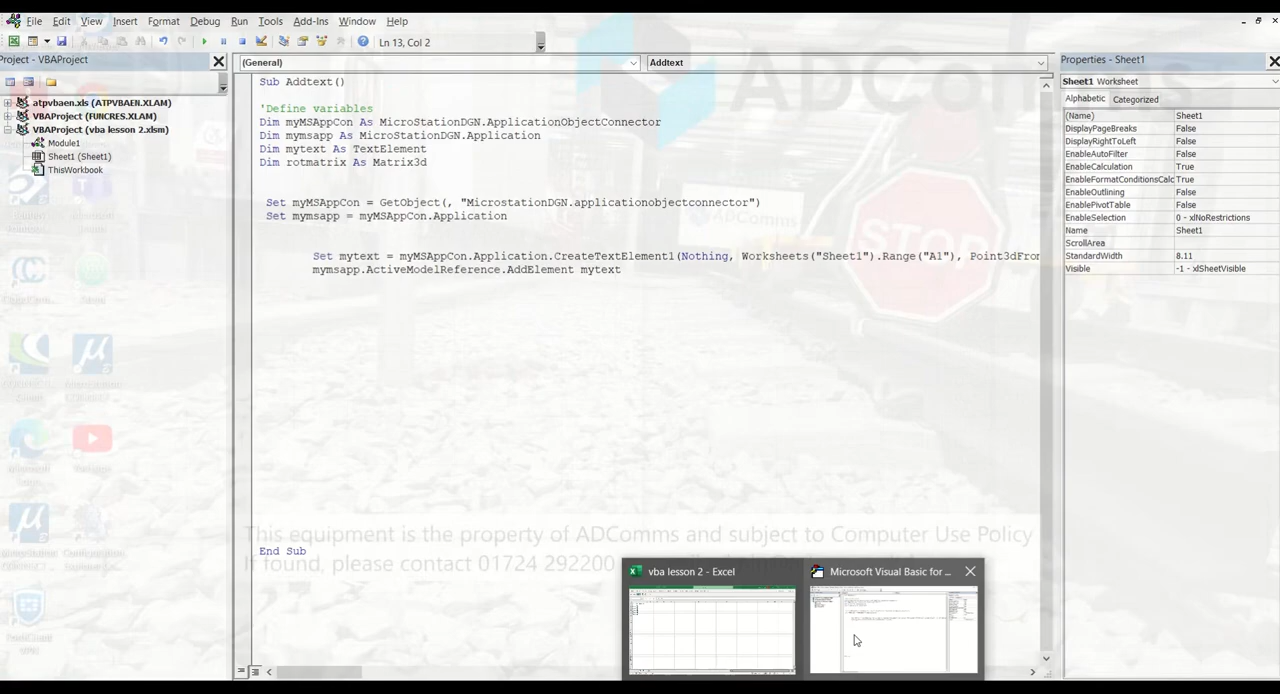 File Edit View Insert Format Debug Run Tools Add-Ins Window Help
Ln 13, Col 2
Project - VBAProject
(General)
Addtext
Properties - Sheet1
Sheet1 Worksheet
Alphabetic Categorized
atpvbaen.xls (ATPVBAEN.XLAM)
VBAProject (FUNCRES.XLAM)
VBAProject (vba lesson 2.xlsm)
Module1
Sheet1 (Sheet1)
ThisWorkbook
Sub Addtext()
'Define variables
Dim myMSAppCon As MicroStationDGN.ApplicationObjectConnector
Dim mymsapp As MicroStationDGN.Application
Dim mytext As TextElement
Dim rotmatrix As Matrix3d
Set myMSAppCon = GetObject(, "MicrostationDGN.applicationobjectconnector")
Set mymsapp = myMSAppCon.Application
Set mytext = myMSAppCon.Application.CreateTextElement1(Nothing, Worksheets("Sheet1").Range("A1"), Point3dFrom
mymsapp.ActiveModelReference.AddElement mytext
End Sub
(Name) Sheet1
DisplayPageBreaks False
DisplayRightToLeft False
EnableAutoFilter False
EnableCalculation True
EnableFormatConditionsCalc True
EnableOutlining False
EnablePivotTable False
EnableSelection 0 - xlNoRestrictions
Name Sheet1
ScrollArea
StandardWidth 8.11
Visible -1 - xlSheetVisible
ADComms
ADComms
STOP
This equipment is the property of ADComms and subject to Computer Use Policy
If found, please contact 01724 292200
vba lesson 2 - Excel
Microsoft Visual Basic for ...